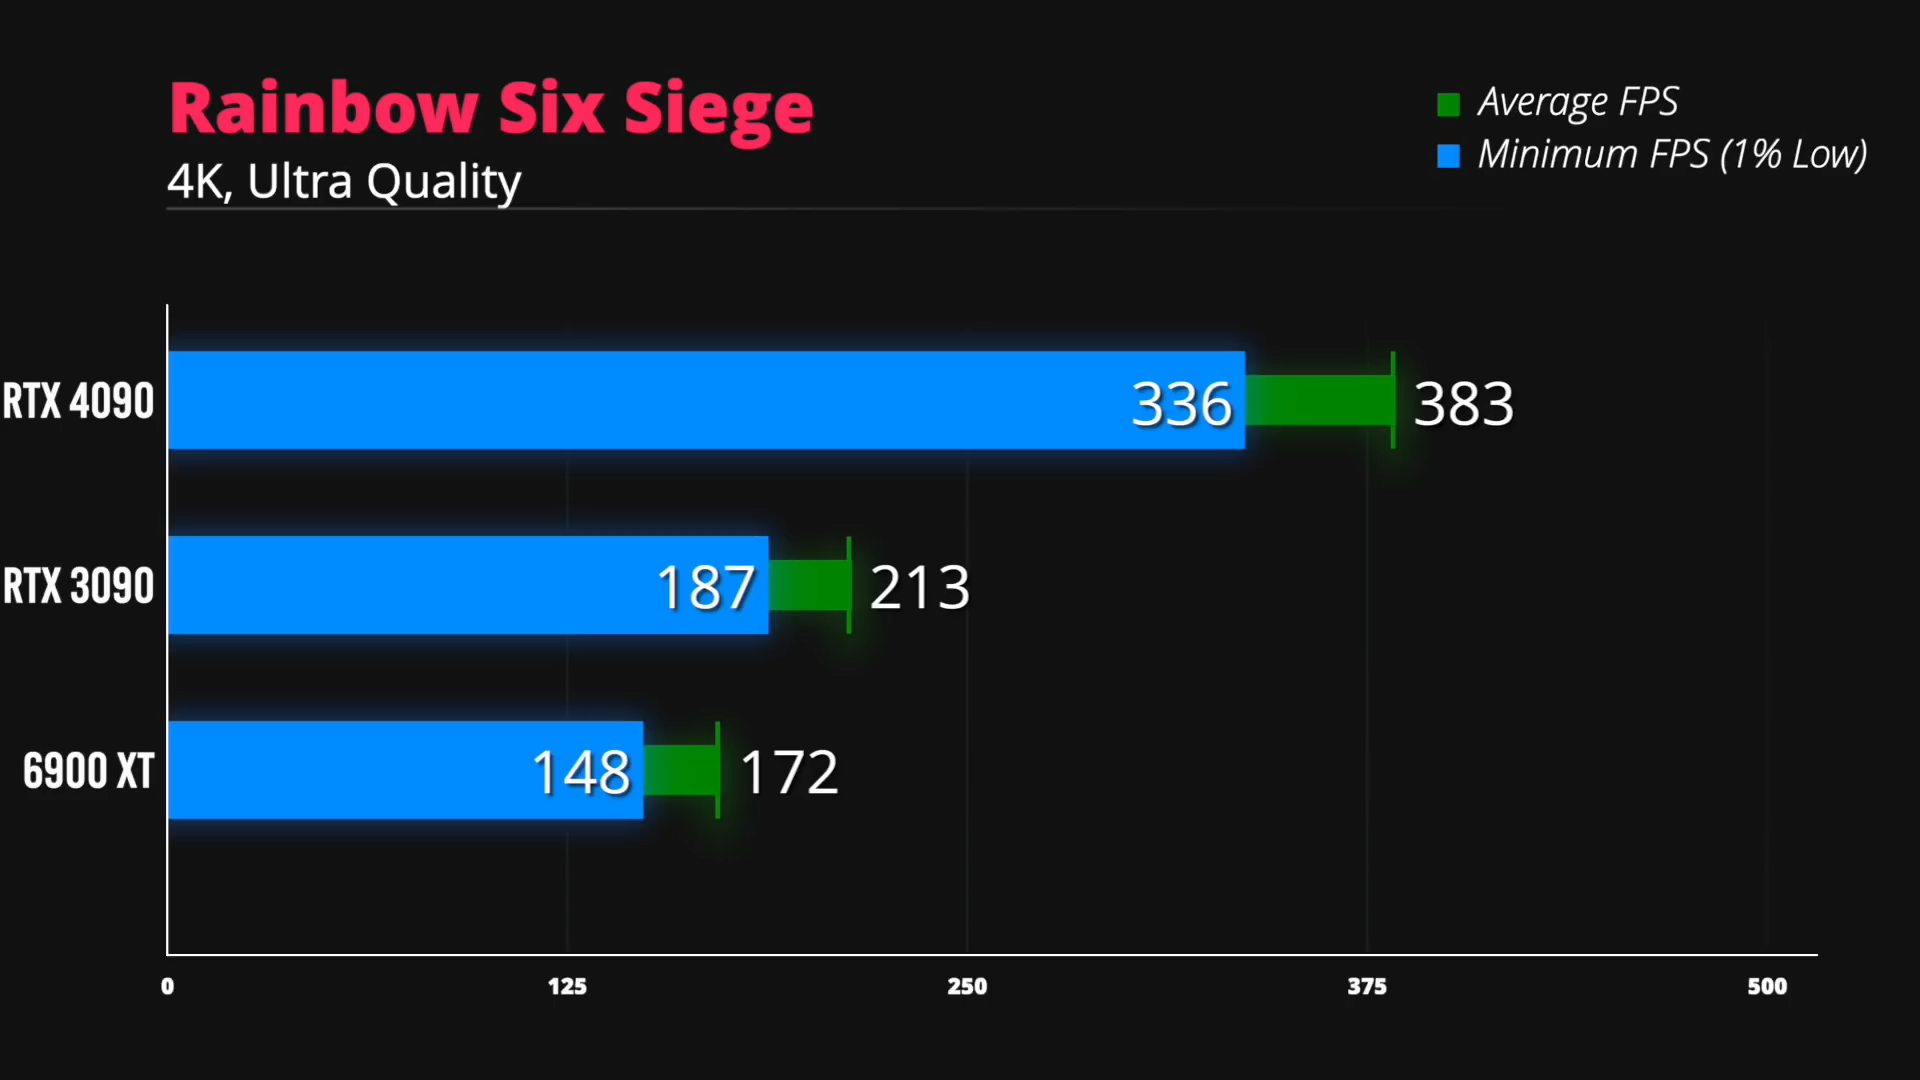 Rainbow Six Siege
4K, Ultra Quality
Average FPS
Minimum FPS (1% Low)
RTX 4090
336
383
RTX 3090
187
213
6900 XT
148
172
0 125 250 375 500